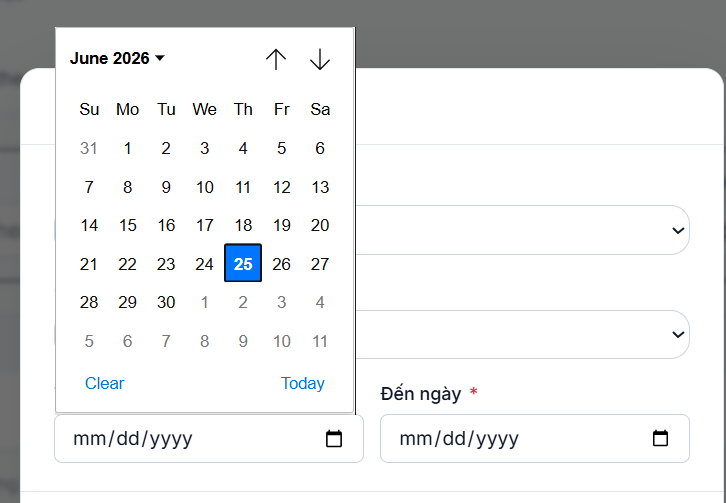 June 2026
Su Mo Tu We Th Fr Sa
31 1 2 3 4 5 6
7 8 9 10 11 12 13
14 15 16 17 18 19 20
21 22 23 24 25 26 27
28 29 30 1 2 3 4
5 6 7 8 9 10 11
Clear Today
Đến ngày *
mm/dd/yyyy mm/dd/yyyy